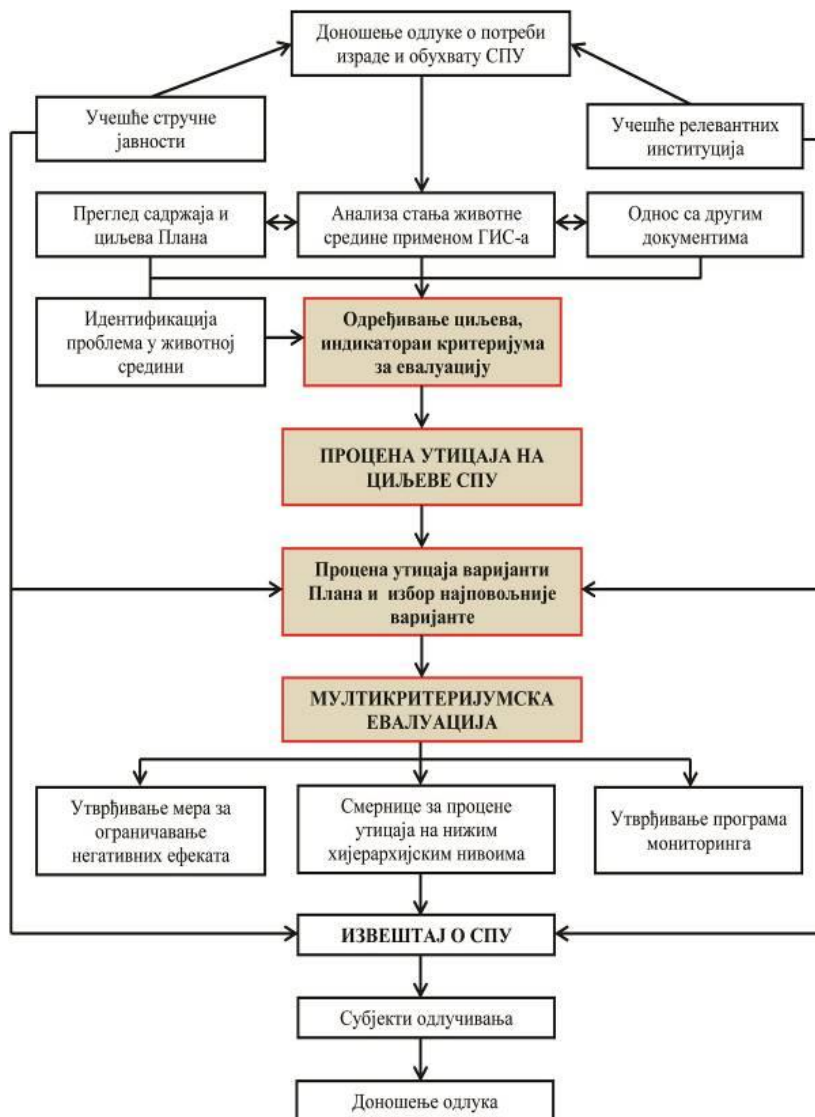 Доношење одлуке о потреби
израде и обухвату СПУ
Учешће стручне
јавности
Учешће релевантних
институција
Преглед садржаја и
циљева Плана
Анализа стања животне
средине применом ГИС-а
Однос са другим
документима
Идентификација
проблема у животној
средини
Одређивање циљева,
индикатораи критеријума
за евалуацију
ПРОЦЕНА УТИЦАЈА НА
ЦИЉЕВЕ СПУ
Процена утицаја варијанти
Плана и избор најповољније
варијанте
МУЛТИКРИТЕРИЈУМСКА
ЕВАЛУАЦИЈА
Утврђивање мера за
ограничавање
негативних ефеката
Смернице за процене
утицаја на нижим
хијерархијским нивоима
Утврђивање програма
мониторинга
ИЗВЕШТАЈ О СПУ
Субјекти одлучивања
Доношење одлука